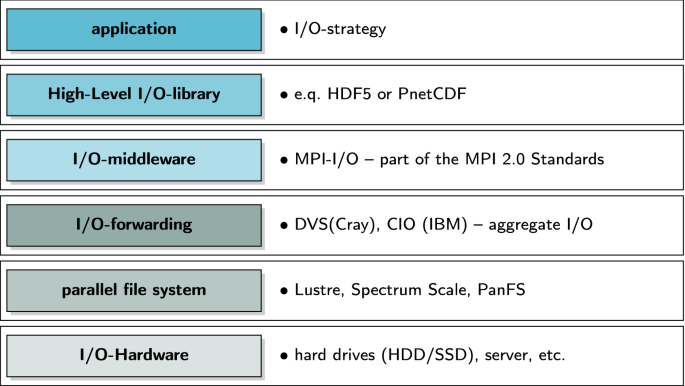 application
• I/O-strategy
High-Level I/O-library
• e.q. HDF5 or PnetCDF
I/O-middleware
• MPI-I/O – part of the MPI 2.0 Standards
I/O-forwarding
• DVS(Cray), CIO (IBM) – aggregate I/O
parallel file system
• Lustre, Spectrum Scale, PanFS
I/O-Hardware
• hard drives (HDD/SSD), server, etc.